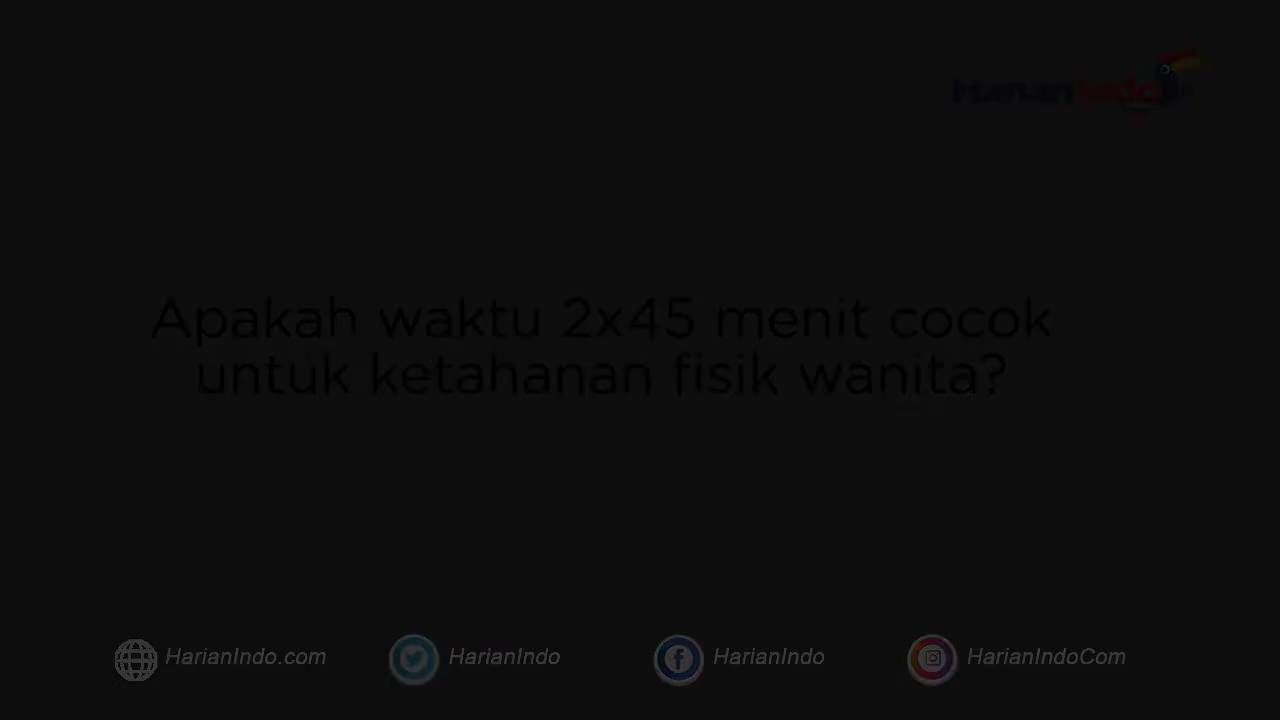 HarianIndo
Apakah waktu 2x45 menit cocok
untuk ketahanan fisik wanita?
HarianIndo.com
HarianIndo
HarianIndo
HarianIndoCom